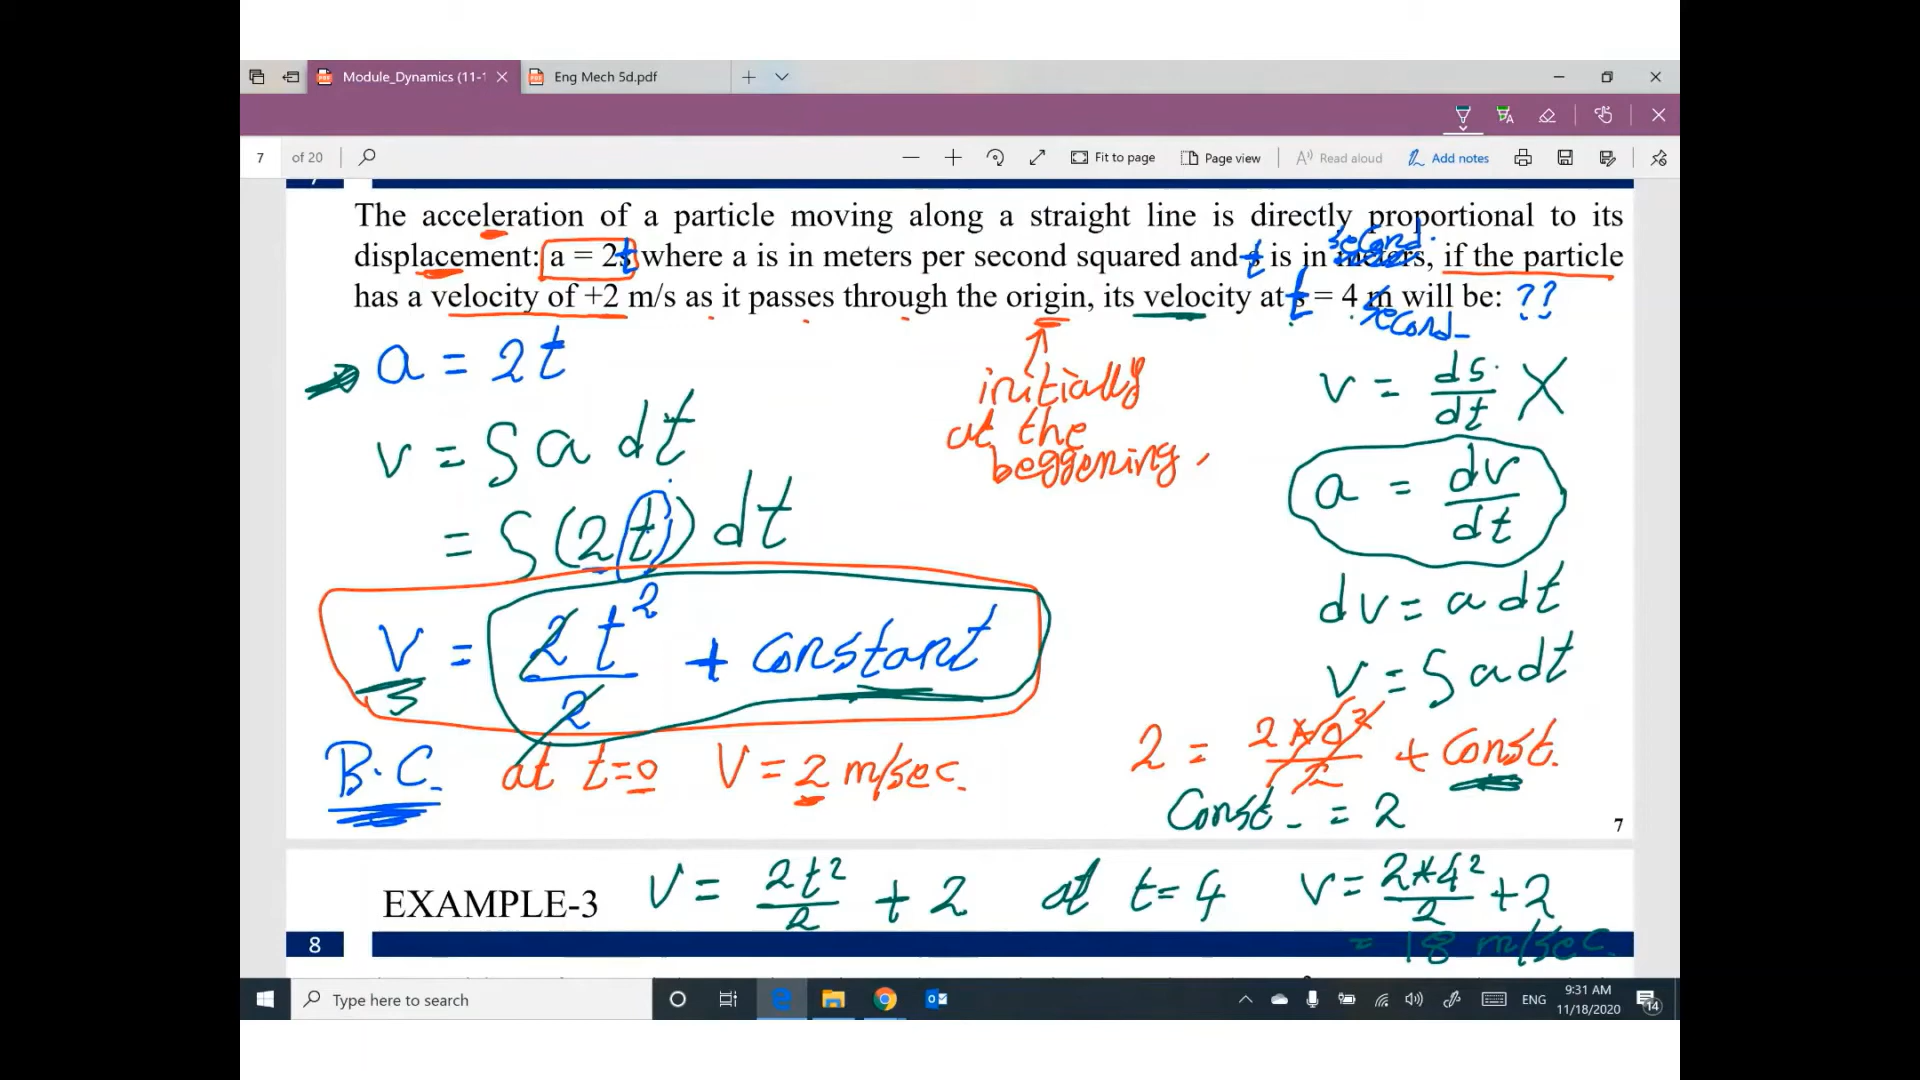 Module_Dynamics (11-1
Eng Mech 5d.pdf
7 of 20
Fit to page
Page view
Read aloud
Add notes
The acceleration of a particle moving along a straight line is directly proportional to its
displacement: a = 2t where a is in meters per second squared and t is in second. meters, if the particle
has a velocity of +2 m/s as it passes through the origin, its velocity at t = 4 m will be: ??
second
a = 2t
initially
at the
beggening
v = ds/dt X
v = ∫ a dt
a = dv/dt
= ∫ (2t) dt
dv = a dt
v = 2t²/2 + constant
v = ∫ a dt
B.C. at t=0 V = 2 m/sec.
2 = 2*0²/2 + const.
Const = 2
7
EXAMPLE-3
V = 2t²/2 + 2 at t=4 V = 2*4²/2 + 2
= 18 m/sec.
8
Type here to search
ENG
9:31 AM
11/18/2020
14